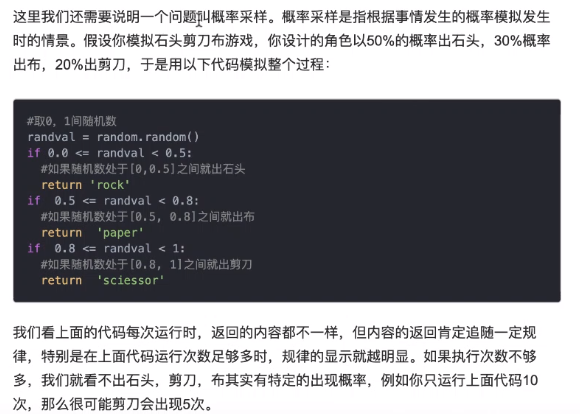 这里我们还需要说明一个问题叫概率采样。概率采样是指根据事情发生的概率模拟发生
时的情景。假设你模拟石头剪刀布游戏，你设计的角色以50%的概率出石头，30%概率
出布，20%出剪刀，于是用以下代码模拟整个过程：
#取0, 1间随机数
randval = random.random()
if 0.0 <= randval < 0.5:
  #如果随机数处于[0,0.5]之间就出石头
  return 'rock'
if  0.5 <= randval < 0.8:
  #如果随机数处于[0.5, 0.8]之间就出布
  return  'paper'
if  0.8 <= randval < 1:
  #如果随机数处于[0.8, 1]之间就出剪刀
  return  'sciessor'
我们看上面的代码每次运行时，返回的内容都不一样，但内容的返回肯定追随一定规
律，特别是在上面代码运行次数足够多时，规律的显示就越明显。如果执行次数不够
多，我们就看不出石头，剪刀，布其实有特定的出现概率，例如你只运行上面代码10
次，那么很可能剪刀会出现5次。